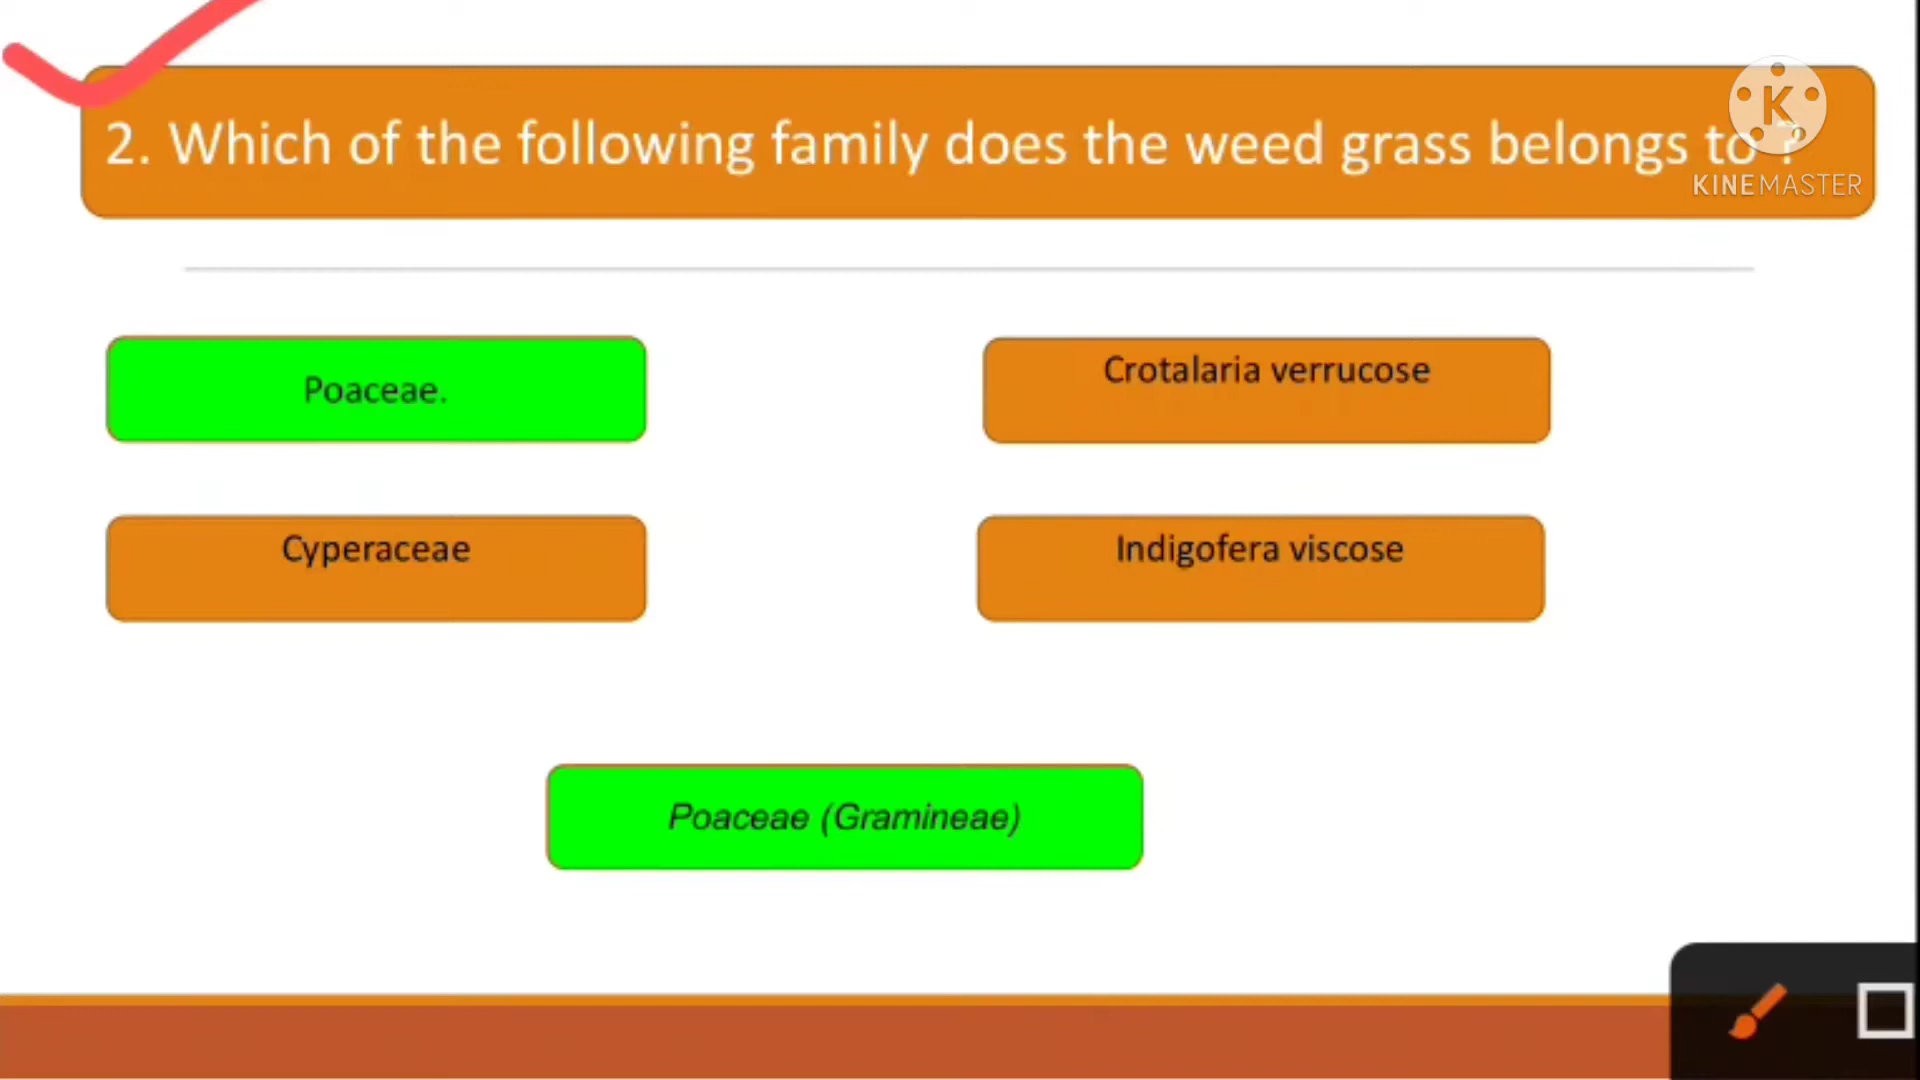 2. Which of the following family does the weed grass belongs to ?
K
KINEMASTER
Poaceae.
Crotalaria verrucose
Cyperaceae
Indigofera viscose
Poaceae (Gramineae)